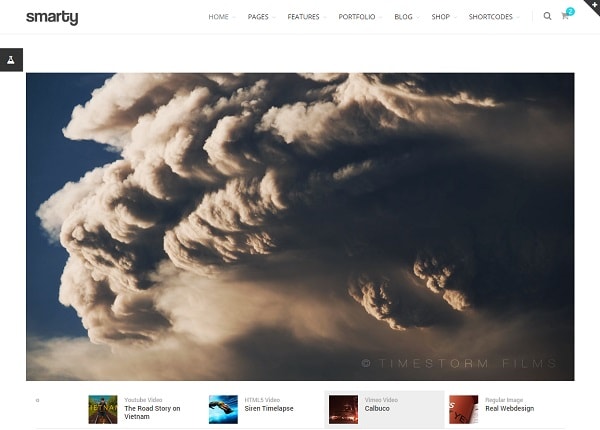 smarty
HOME PAGES FEATURES PORTFOLIO BLOG SHOP SHORTCODES
2
© TIMESTORM FILMS
Youtube Video
The Road Story on
Vietnam
HTML5 Video
Siren Timelapse
Vimeo Video
Calbuco
Regular Image
Real Webdesign